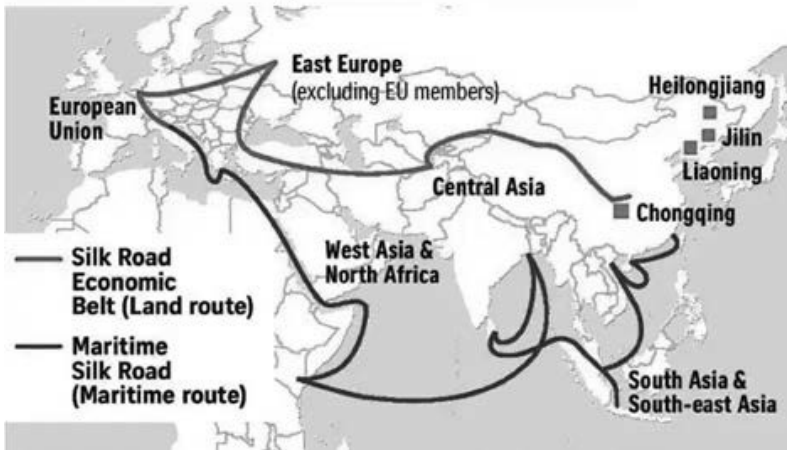 East Europe
(excluding EU members)
European
Union
Heilongjiang
Jilin
Liaoning
Central Asia
Chongqing
West Asia &
North Africa
Silk Road
Economic
Belt (Land route)
Maritime
Silk Road
(Maritime route)
South Asia &
South-east Asia